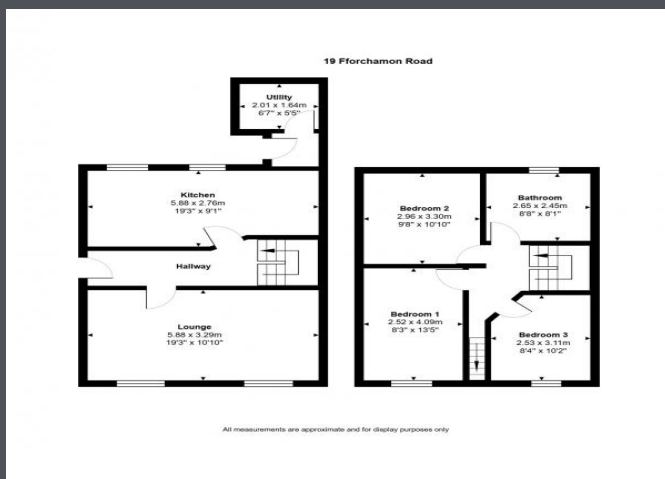 19 Fforchamon Road
Utility
2.01 x 1.64m
6'7" x 5'5"
Kitchen
5.88 x 2.76m
19'3" x 9'1"
Hallway
Lounge
5.88 x 3.29m
19'3" x 10'10"
Bedroom 2
2.96 x 3.30m
9'8" x 10'10"
Bathroom
2.65 x 2.45m
8'8" x 8'1"
Bedroom 1
2.52 x 4.09m
8'3" x 13'5"
Bedroom 3
2.53 x 3.11m
8'4" x 10'2"
All measurements are approximate and for display purposes only